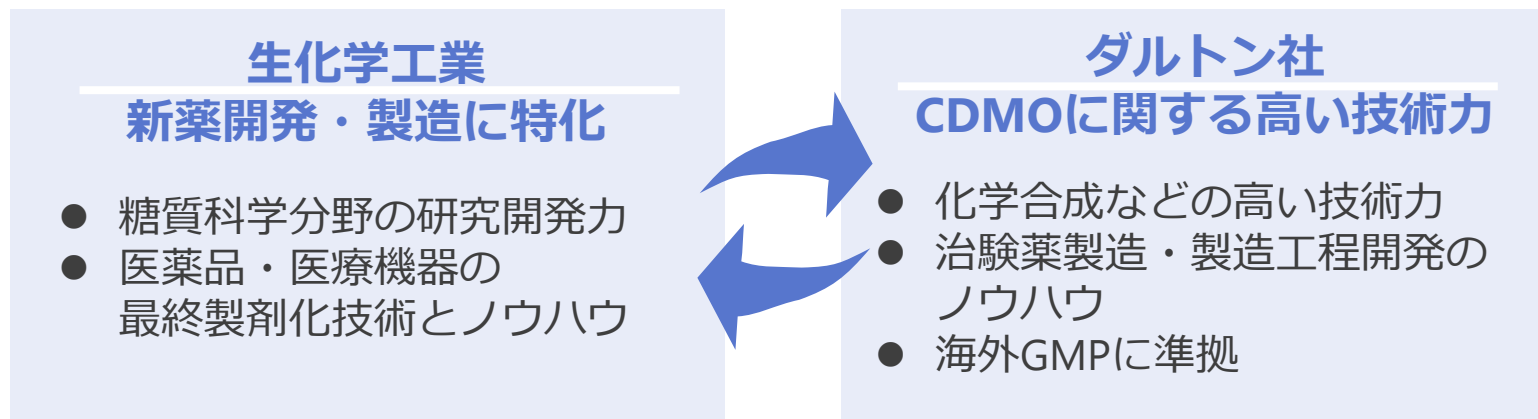 生化学工業
新薬開発・製造に特化
● 糖質科学分野の研究開発力
● 医薬品・医療機器の
最終製剤化技術とノウハウ
ダルトン社
CDMOに関する高い技術力
● 化学合成などの高い技術力
● 治験薬製造・製造工程開発の
ノウハウ
● 海外GMPに準拠